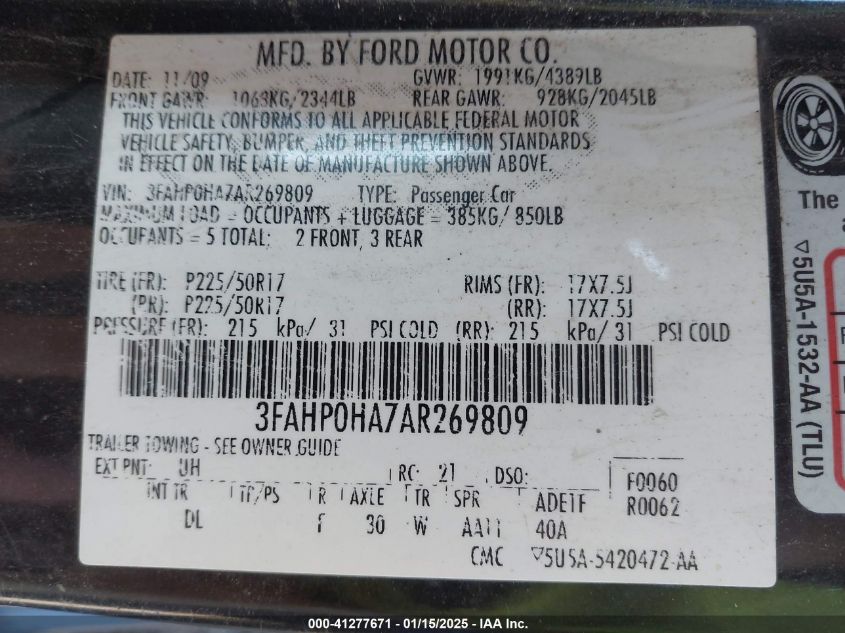 MFD. BY FORD MOTOR CO.
DATE: 11/09 GVWR: 1991KG/4389LB
FRONT GAWR: 1063KG/2344LB REAR GAWR: 928KG/2045LB
THIS VEHICLE CONFORMS TO ALL APPLICABLE FEDERAL MOTOR
VEHICLE SAFETY, BUMPER, AND THEFT PREVENTION STANDARDS
IN EFFECT ON THE DATE OF MANUFACTURE SHOWN ABOVE.
VIN: 3FAHP0HA7AR269809 TYPE: Passenger Car
MAXIMUM LOAD = OCCUPANTS + LUGGAGE = 385KG/ 850LB
OCCUPANTS = 5 TOTAL: 2 FRONT, 3 REAR
TIRE (FR): P225/50R17 RIMS (FR): 17X7.5J
(RR): P225/50R17 (RR): 17X7.5J
PRESSURE (FR): 215 kPa/ 31 PSI COLD (RR): 215 kPa/ 31 PSI COLD
3FAHP0HA7AR269809
TRAILER TOWING - SEE OWNER GUIDE
EXT PNT: UH RC: 21 DSO: F0060
INT TR TP/PS R AXLE TR SPR ADE1F R0062
DL F 30 W AA11 40A
CMC ▽5U5A-5420472-AA
The
▽5U5A-1532-AA (TLU)
000-41277671 - 01/15/2025 - IAA Inc.